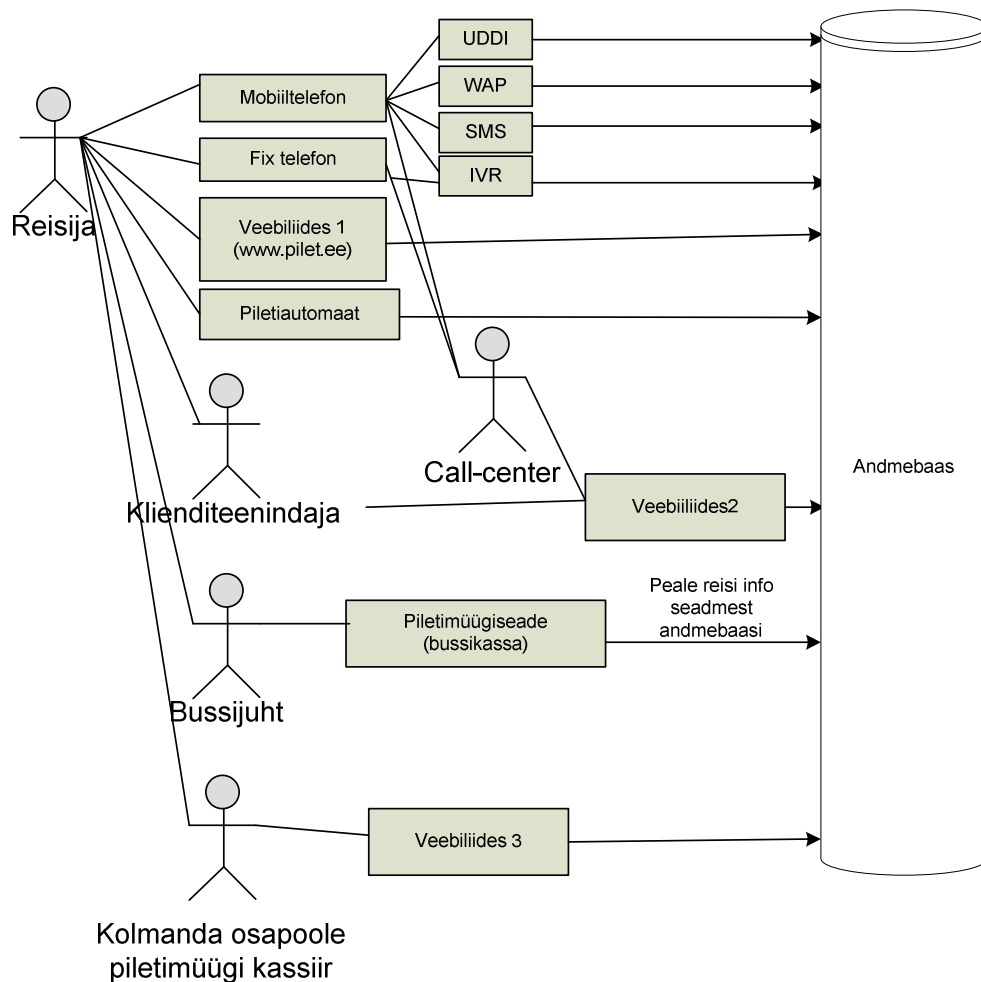 UDDI
WAP
SMS
IVR
Mobiiltelefon
Fix telefon
Reisija
Veebiliides 1
(www.pilet.ee)
Piletiautomaat
Call-center
Andmebaas
Klienditeenindaja
Veebiiliides2
Peale reisi info
seadmest
andmebaasi
Piletimüügiseade
(bussikassa)
Bussijuht
Veebiliides 3
Kolmanda osapoole
piletimüügi kassiir